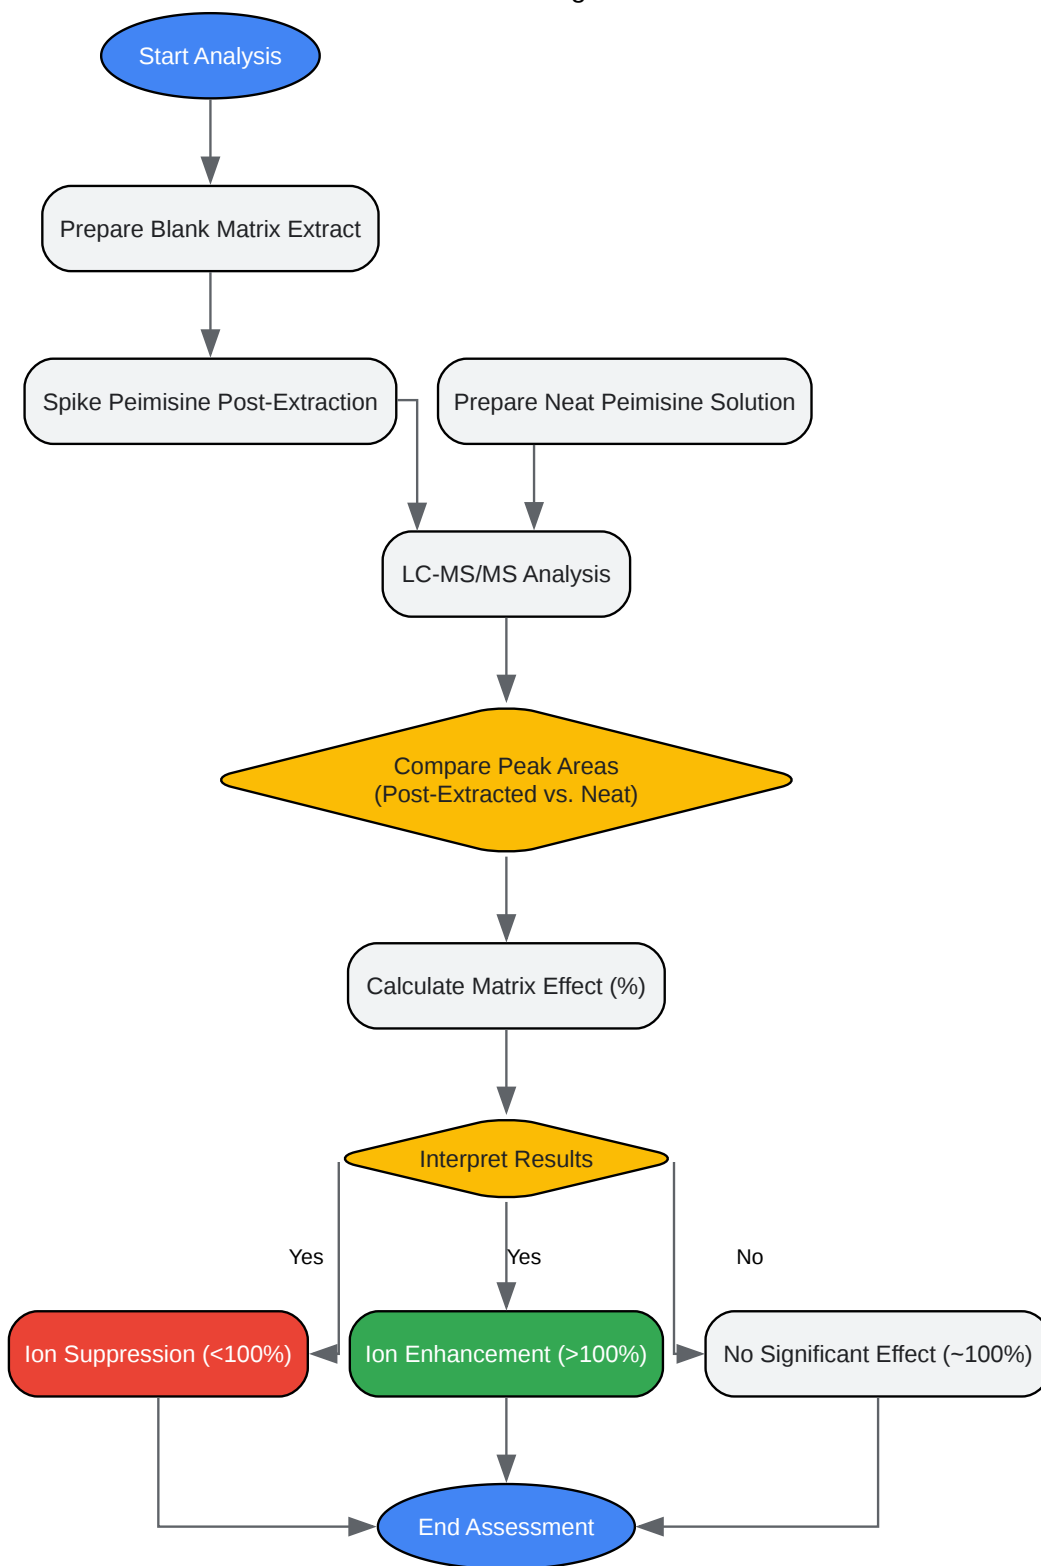 Start Analysis
Prepare Blank Matrix Extract
Spike Peimisine Post-Extraction
Prepare Neat Peimisine Solution
LC-MS/MS Analysis
Compare Peak Areas
(Post-Extracted vs. Neat)
Calculate Matrix Effect (%)
Interpret Results
Yes
Yes
No
Ion Suppression (<100%)
Ion Enhancement (>100%)
No Significant Effect (~100%)
End Assessment